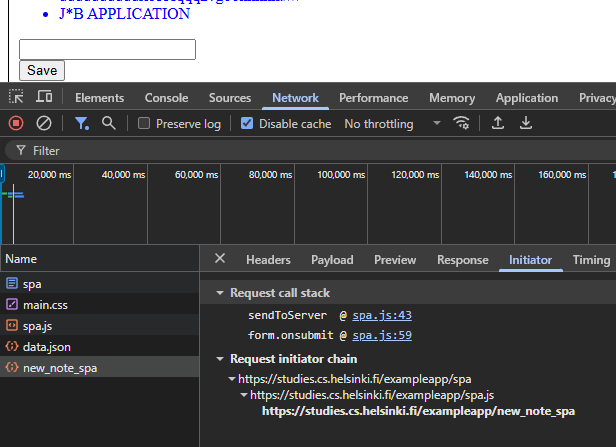 J*B APPLICATION
Save
Elements Console Sources Network Performance Memory Application Privacy
Preserve log Disable cache No throttling
Filter
20,000 ms 40,000 ms 60,000 ms 80,000 ms 100,000 ms 120,000 ms 140,000 ms 160,000 ms
Name Headers Payload Preview Response Initiator Timing
spa
main.css
spa.js
data.json
new_note_spa
Request call stack
sendToServer @ spa.js:43
form.onsubmit @ spa.js:59
Request initiator chain
https://studies.cs.helsinki.fi/exampleapp/spa
https://studies.cs.helsinki.fi/exampleapp/spa.js
https://studies.cs.helsinki.fi/exampleapp/new_note_spa